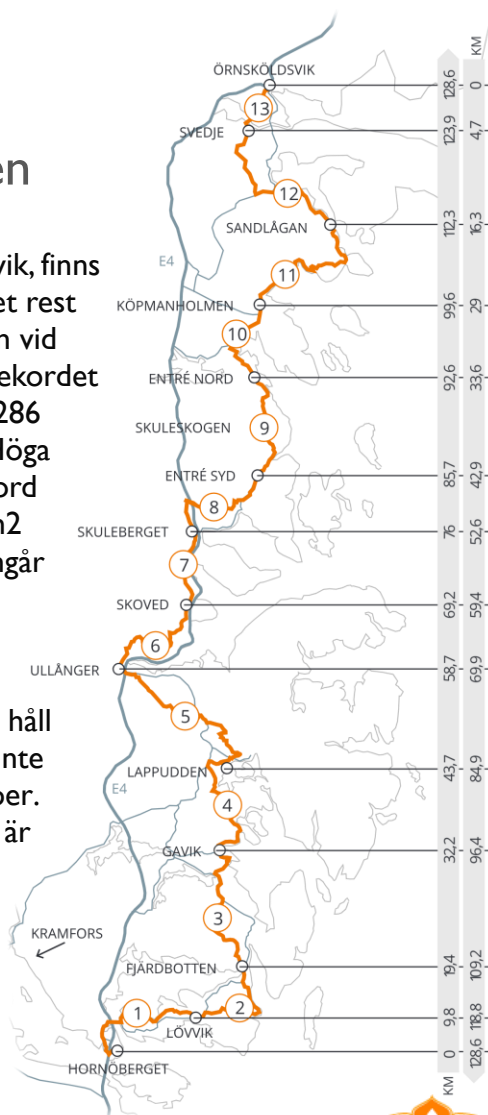 en
vik, finns
et rest
n vid
ekordet
286
löga
ord
m2
ngår
håll
nte
per.
är
KM
ÖRNSKÖLDSVIK
128,6
0
13
SVEDJE
123,9
4,7
12
SANDLÅGAN
112,3
16,3
E4
11
KÖPMANHOLMEN
99,6
29
10
ENTRÉ NORD
92,6
33,6
SKULESKOGEN
9
ENTRÉ SYD
85,7
42,9
8
SKULEBERGET
76
52,6
7
SKOVED
69,2
59,4
6
ULLÅNGER
58,7
69,9
5
LAPPUDDEN
43,7
84,9
E4
4
GAVIK
32,2
96,4
3
KRAMFORS
FJÄRDBOTTEN
19,4
109,2
1
2
LÖVVIK
9,8
118,8
HORNÖBERGET
0
128,6
KM